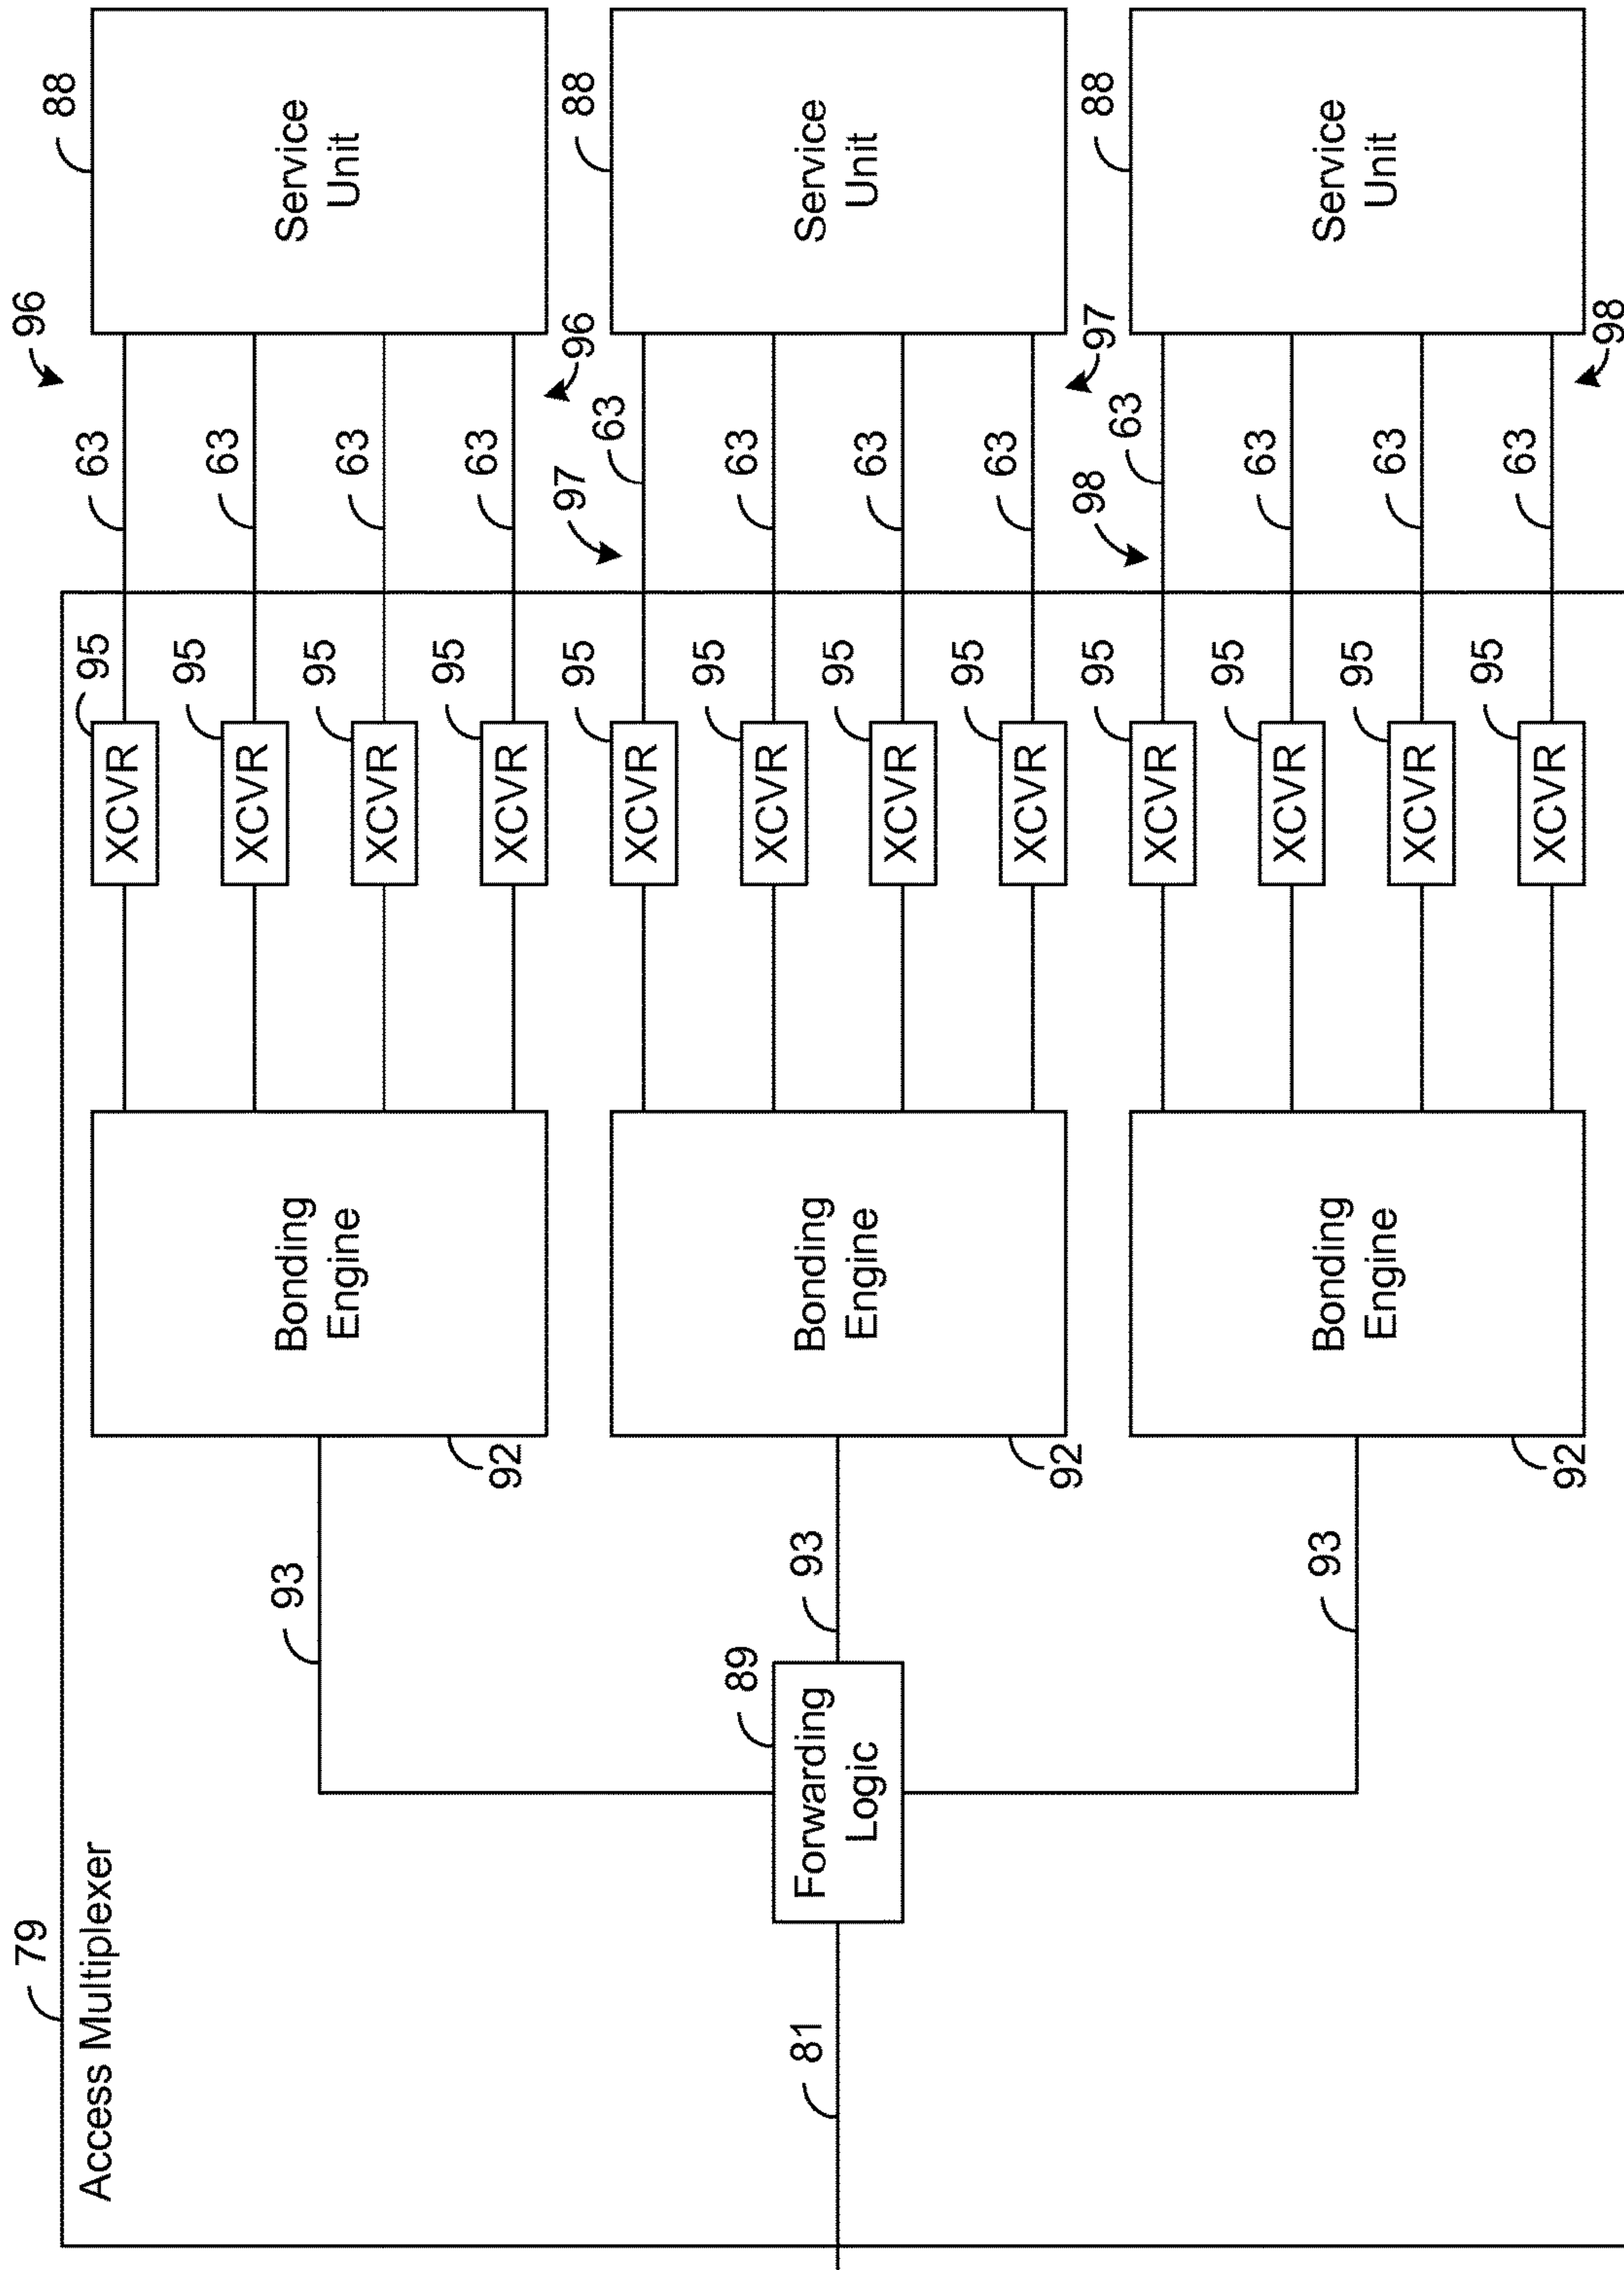 79
96
88
Access Multiplexer
95
63
XCVR
95
63
XCVR
93
Bonding
Engine
Service
Unit
95
63
XCVR
95
63
92
XCVR
95
97
96
88
63
XCVR
95
63
XCVR
89
81
Forwarding
Logic
93
Bonding
Engine
Service
Unit
95
63
XCVR
95
63
XCVR
92
95
98
97
88
63
XCVR
95
63
XCVR
93
Bonding
Engine
Service
Unit
95
63
XCVR
95
63
XCVR
92
98